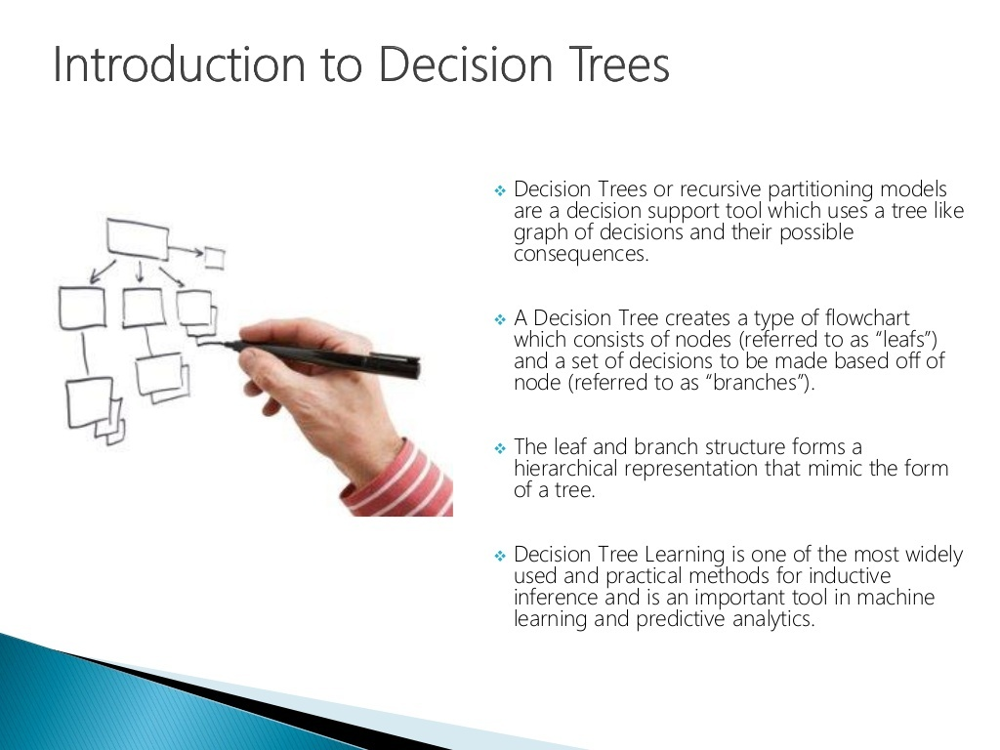 Introduction to Decision Trees
Decision Trees or recursive partitioning models
are a decision support tool which uses a tree like
graph of decisions and their possible
consequences.
A Decision Tree creates a type of flowchart
which consists of nodes (referred to as “leafs”)
and a set of decisions to be made based off of
node (referred to as “branches”).
The leaf and branch structure forms a
hierarchical representation that mimic the form
of a tree.
Decision Tree Learning is one of the most widely
used and practical methods for inductive
inference and is an important tool in machine
learning and predictive analytics.